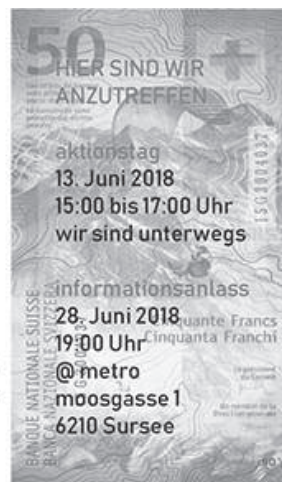 50
HIER SIND WIR
ANZUTREFFEN
aktionstag
13. Juni 2018
15:00 bis 17:00 Uhr
wir sind unterwegs
informationsanlass
28. Juni 2018
19:00 Uhr
@ metro
moosgasse 1
6210 Sursee
Cinquante Francs
Cinquanta Franchi
BANQUE NATIONALE SUISSE
BANCA NAZIONALE SVIZZERA